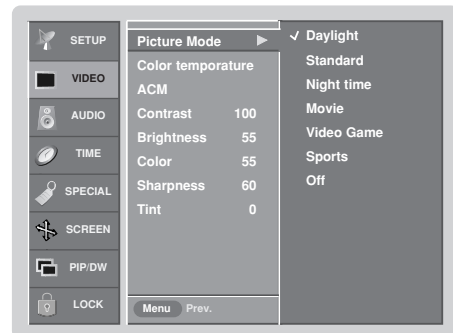 SETUP
VIDEO
AUDIO
TIME
SPECIAL
SCREEN
PIP/DW
LOCK
Picture Mode
Color temporature
ACM
Contrast 100
Brightness 55
Color 55
Sharpness 60
Tint 0
Menu Prev.
✓ Daylight
Standard
Night time
Movie
Video Game
Sports
Off